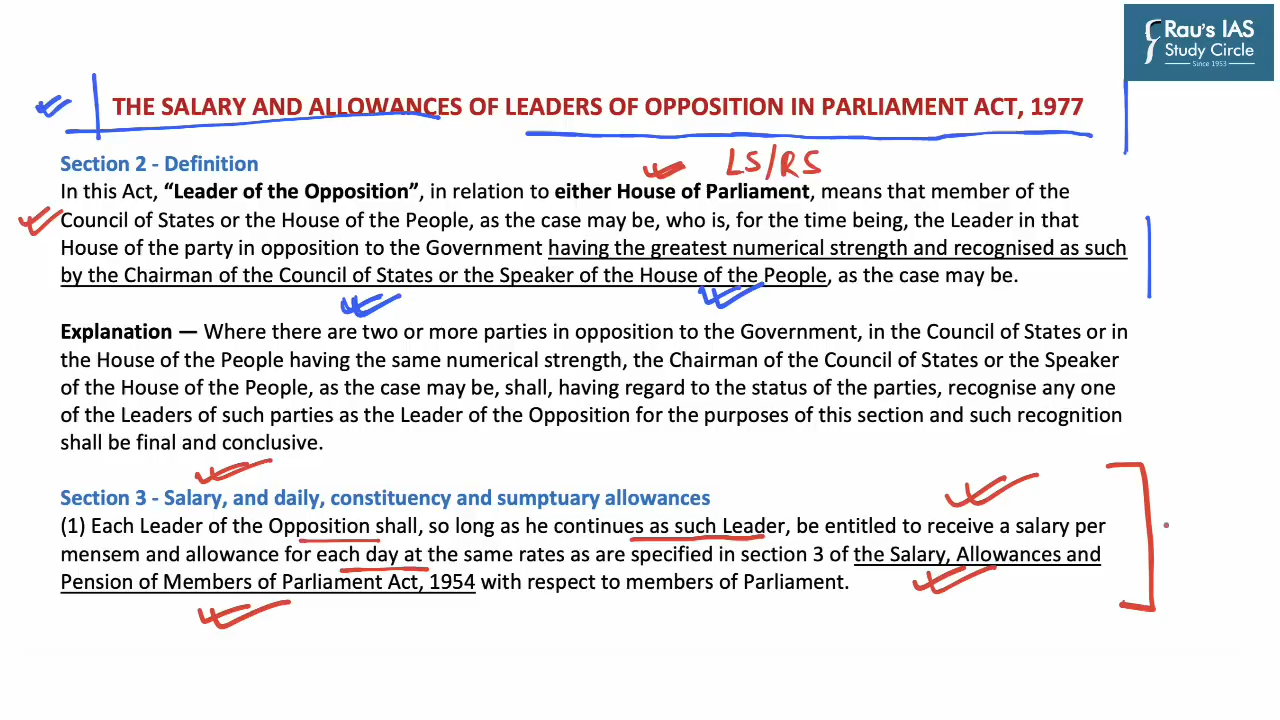 Rau's IAS
Study Circle
Since 1953
THE SALARY AND ALLOWANCES OF LEADERS OF OPPOSITION IN PARLIAMENT ACT, 1977
Section 2 - Definition
LS/RS
In this Act, “Leader of the Opposition”, in relation to either House of Parliament, means that member of the
Council of States or the House of the People, as the case may be, who is, for the time being, the Leader in that
House of the party in opposition to the Government having the greatest numerical strength and recognised as such
by the Chairman of the Council of States or the Speaker of the House of the People, as the case may be.
Explanation — Where there are two or more parties in opposition to the Government, in the Council of States or in
the House of the People having the same numerical strength, the Chairman of the Council of States or the Speaker
of the House of the People, as the case may be, shall, having regard to the status of the parties, recognise any one
of the Leaders of such parties as the Leader of the Opposition for the purposes of this section and such recognition
shall be final and conclusive.
Section 3 - Salary, and daily, constituency and sumptuary allowances
(1) Each Leader of the Opposition shall, so long as he continues as such Leader, be entitled to receive a salary per
mensem and allowance for each day at the same rates as are specified in section 3 of the Salary, Allowances and
Pension of Members of Parliament Act, 1954 with respect to members of Parliament.